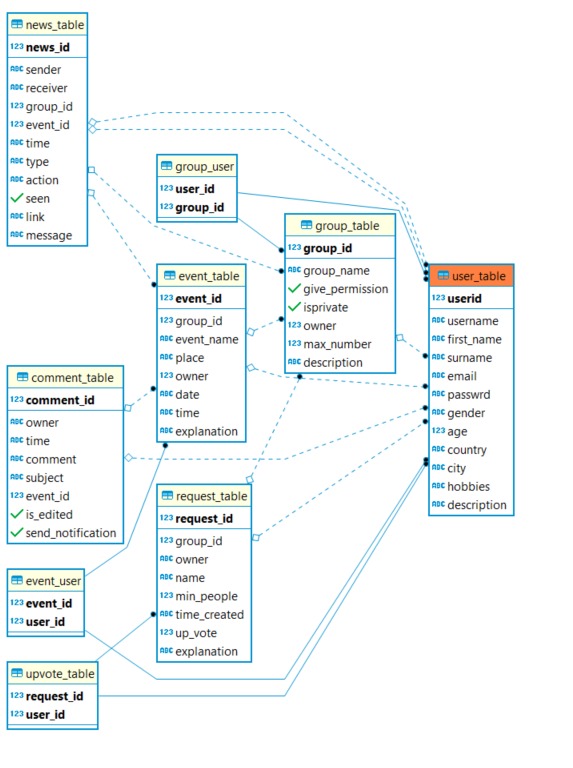 news_table
123 news_id
ABC sender
ABC receiver
123 group_id
123 event_id
ABC time
ABC type
ABC action
seen
ABC link
ABC message
group_user
123 user_id
123 group_id
group_table
123 group_id
ABC group_name
give_permission
isprivate
123 owner
123 max_number
ABC description
event_table
123 event_id
123 group_id
ABC event_name
ABC place
123 owner
ABC date
ABC time
ABC explanation
user_table
123 userid
ABC username
ABC first_name
ABC surname
ABC email
ABC passwrd
ABC gender
123 age
ABC country
ABC city
ABC hobbies
ABC description
comment_table
123 comment_id
ABC owner
ABC time
ABC comment
ABC subject
123 event_id
is_edited
send_notification
request_table
123 request_id
123 group_id
ABC owner
ABC name
123 min_people
ABC time_created
123 up_vote
ABC explanation
event_user
123 event_id
123 user_id
upvote_table
123 request_id
123 user_id